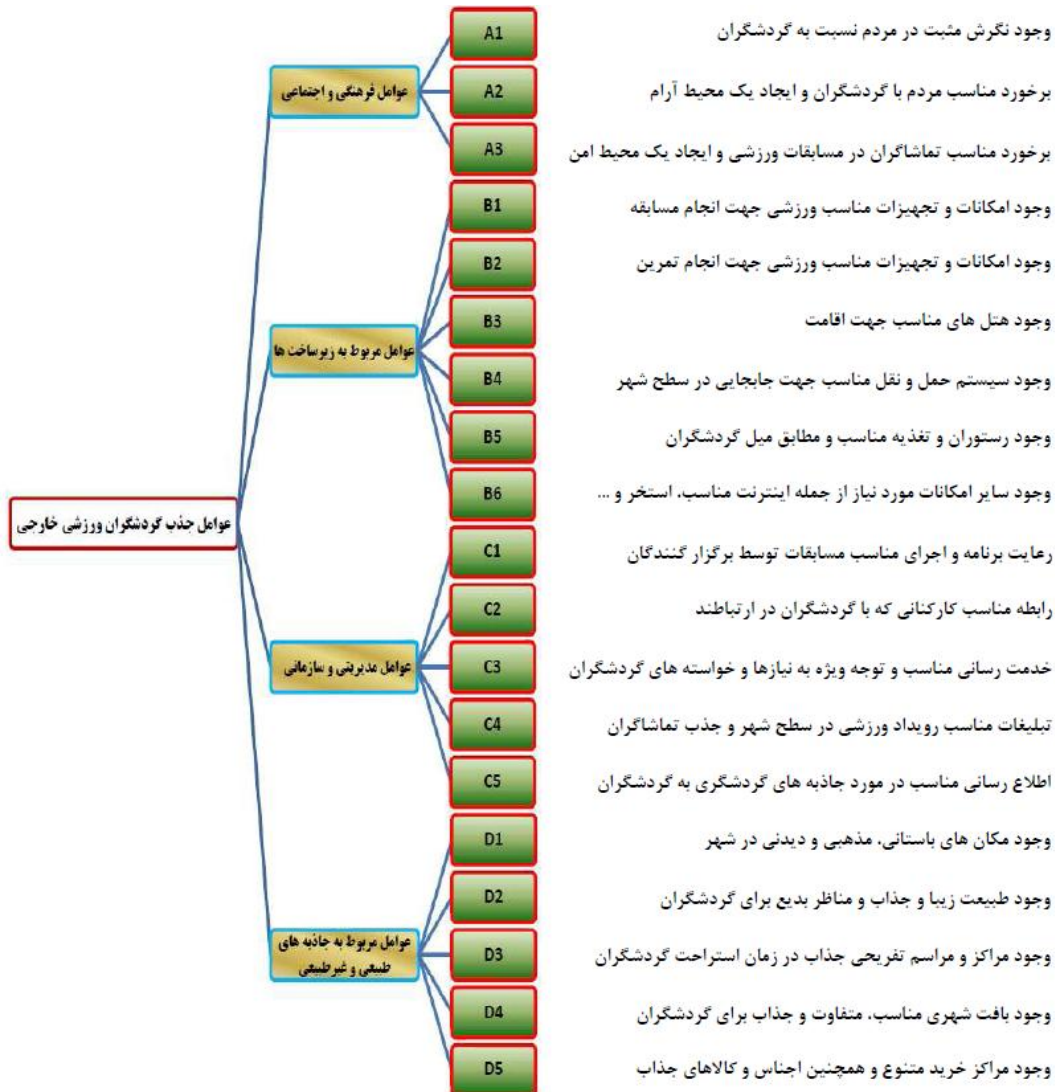 عوامل جذب گردشگران ورزشی خارجی
عوامل فرهنگی و اجتماعی
A1 وجود نگرش مثبت در مردم نسبت به گردشگران
A2 برخورد مناسب مردم با گردشگران و ایجاد یک محیط آرام
A3 برخورد مناسب تماشاگران در مسابقات ورزشی و ایجاد یک محیط امن
عوامل مربوط به زیرساخت ها
B1 وجود امکانات و تجهیزات مناسب ورزشی جهت انجام مسابقه
B2 وجود امکانات و تجهیزات مناسب ورزشی جهت انجام تمرین
B3 وجود هتل های مناسب جهت اقامت
B4 وجود سیستم حمل و نقل مناسب جهت جابجایی در سطح شهر
B5 وجود رستوران و تغذیه مناسب و مطابق میل گردشگران
B6 وجود سایر امکانات مورد نیاز از جمله اینترنت مناسب، استخر و ...
عوامل مدیریتی و سازمانی
C1 رعایت برنامه و اجرای مناسب مسابقات توسط برگزار کنندگان
C2 رابطه مناسب کارکنانی که با گردشگران در ارتباطند
C3 خدمت رسانی مناسب و توجه ویژه به نیازها و خواسته های گردشگران
C4 تبلیغات مناسب رویداد ورزشی در سطح شهر و جذب تماشاگران
C5 اطلاع رسانی مناسب در مورد جاذبه های گردشگری به گردشگران
عوامل مربوط به جاذبه های
طبیعی و غیرطبیعی
D1 وجود مکان های باستانی، مذهبی و دیدنی در شهر
D2 وجود طبیعت زیبا و جذاب و مناظر بدیع برای گردشگران
D3 وجود مراکز و مراسم تفریحی جذاب در زمان استراحت گردشگران
D4 وجود بافت شهری مناسب، متفاوت و جذاب برای گردشگران
D5 وجود مراکز خرید متنوع و همچنین اجناس و کالاهای جذاب